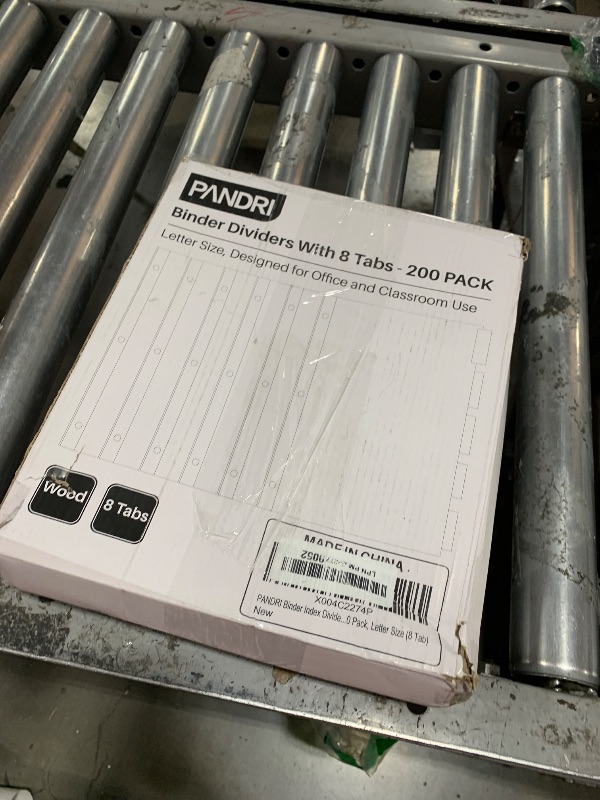 PANDRI
Binder Dividers With 8 Tabs - 200 PACK
Letter Size, Designed for Office and Classroom Use
Wood
8 Tabs
MADE IN CHINA
X004C2274P
PANDRI Binder Index Divide...5 Pack, Letter Size (8 Tab)
New